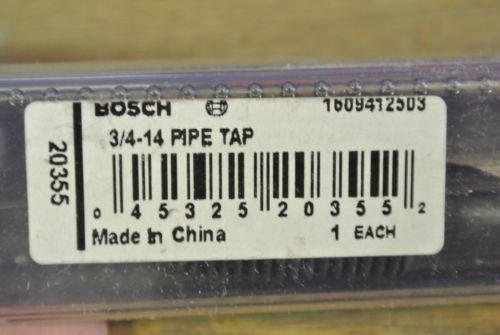 BOSCH 1609412503
3/4-14 PIPE TAP
20355
0 45325 20355 2
Made In China 1 EACH